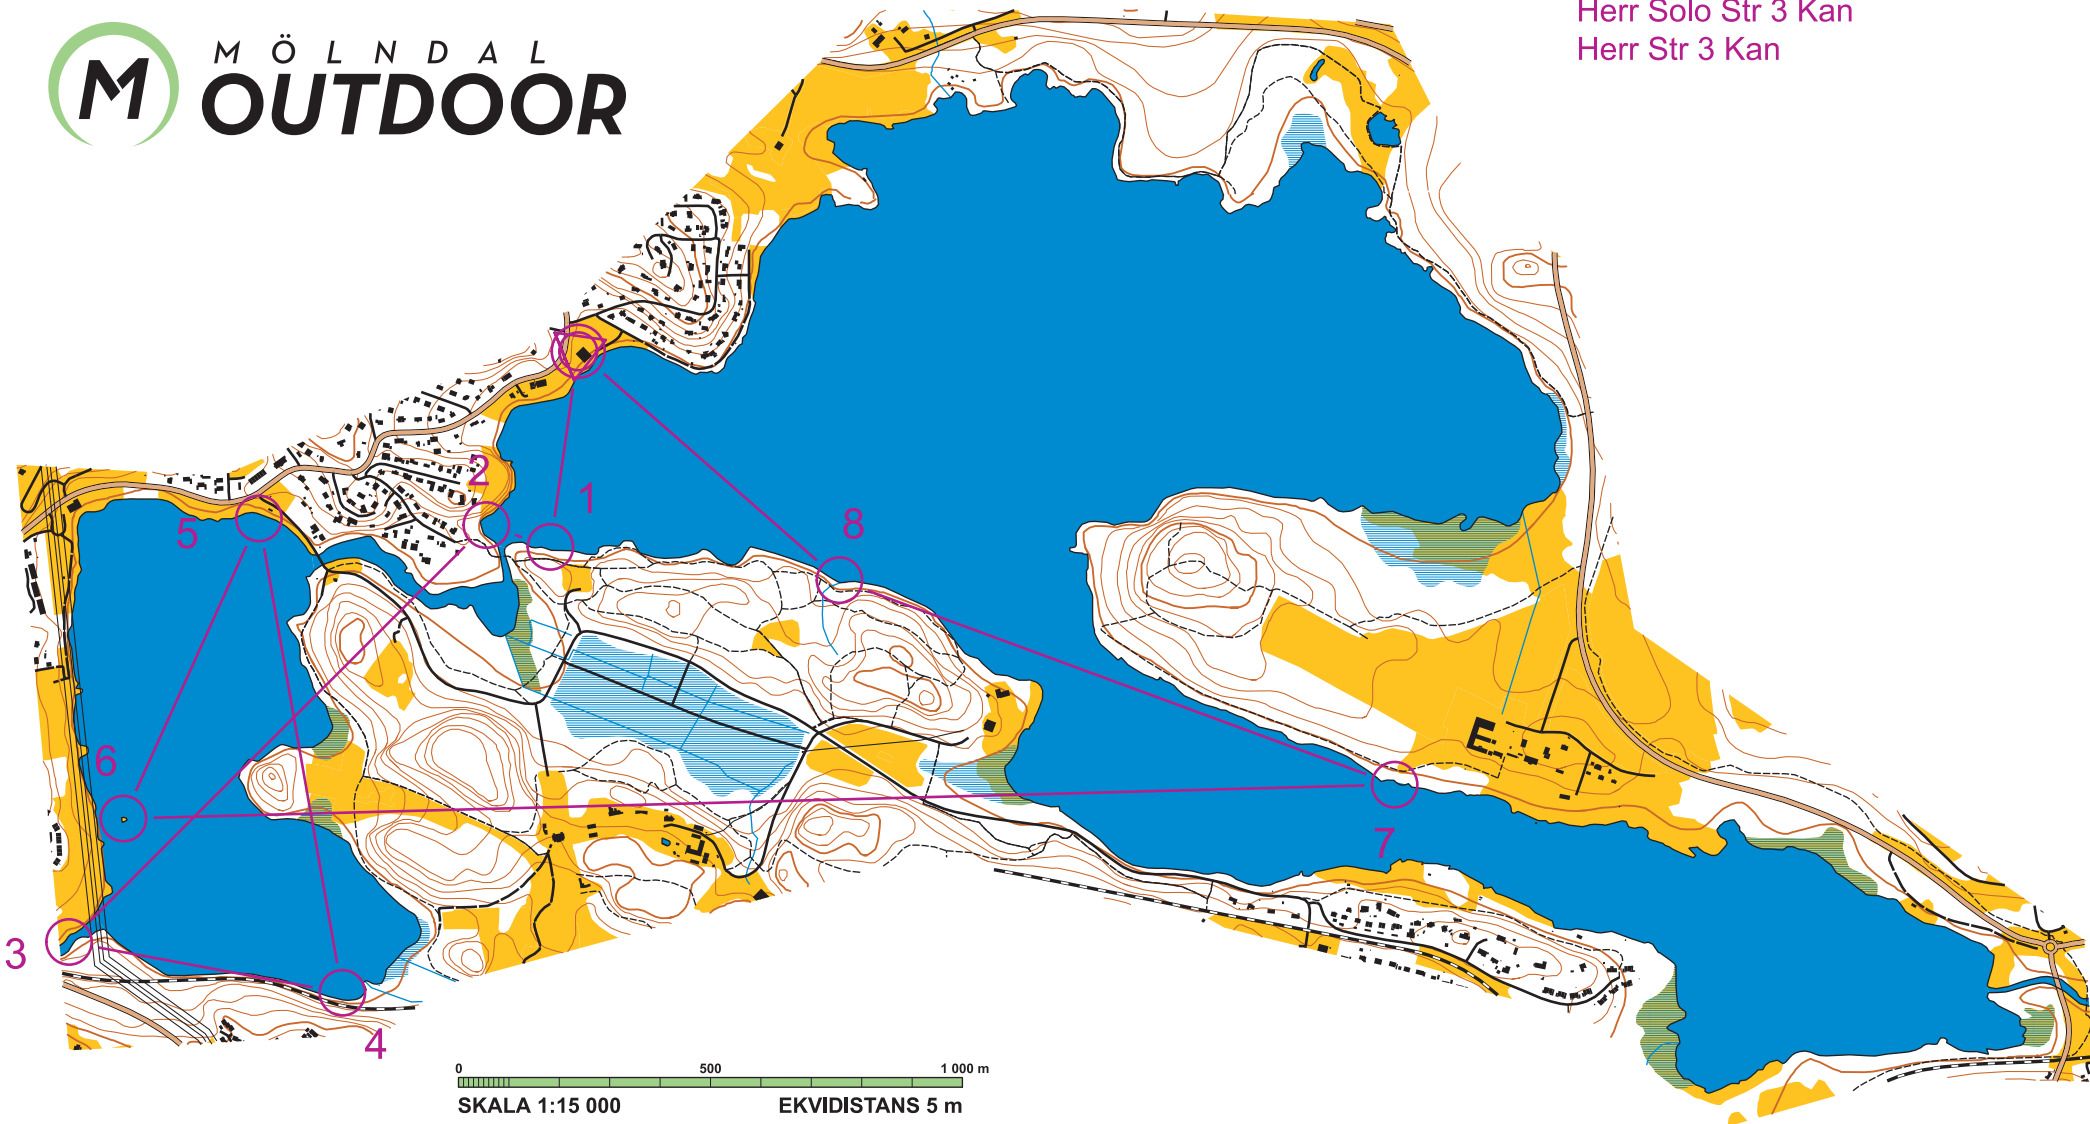 Herr Solo Str 3 Kan
Herr Str 3 Kan
MÖLNDAL
M OUTDOOR
2
1
5
8
6
7
3
4
0 500 1 000 m
SKALA 1:15 000 EKVIDISTANS 5 m